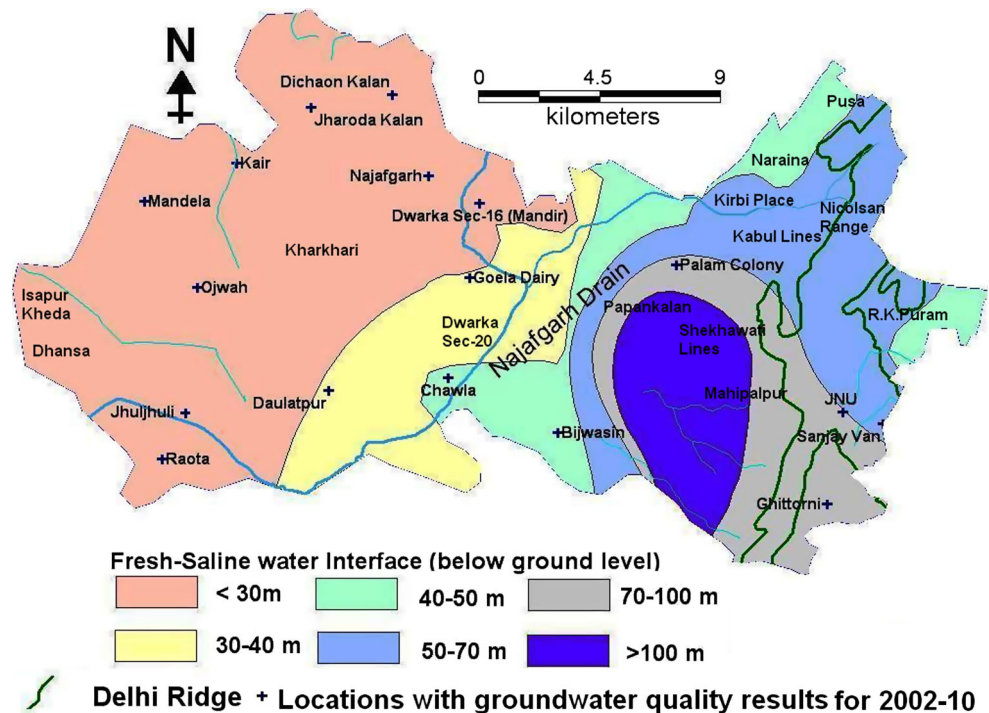 N
0 4.5 9
kilometers
Dichaon Kalan
Jharoda Kalan
Pusa
Kair
Najafgarh
Naraina
Mandela
Dwarka Sec-16 (Mandir)
Kirbi Place
Nicolsan
Range
Kharkhari
Kabul Lines
Palam Colony
Goela Dairy
Ojwah
Isapur
Kheda
Najafgarh Drain
Papankalan
R.K.Puram
Dwarka
Sec-20
Shekhawati
Lines
Dhansa
Chawla
Mahipalpur
Daulatpur
JNU
Jhuljhuli
Bijwasin
Sanjay Van
Raota
Ghittorni
Fresh-Saline water Interface (below ground level)
< 30m 40-50 m 70-100 m
30-40 m 50-70 m >100 m
Delhi Ridge + Locations with groundwater quality results for 2002-10